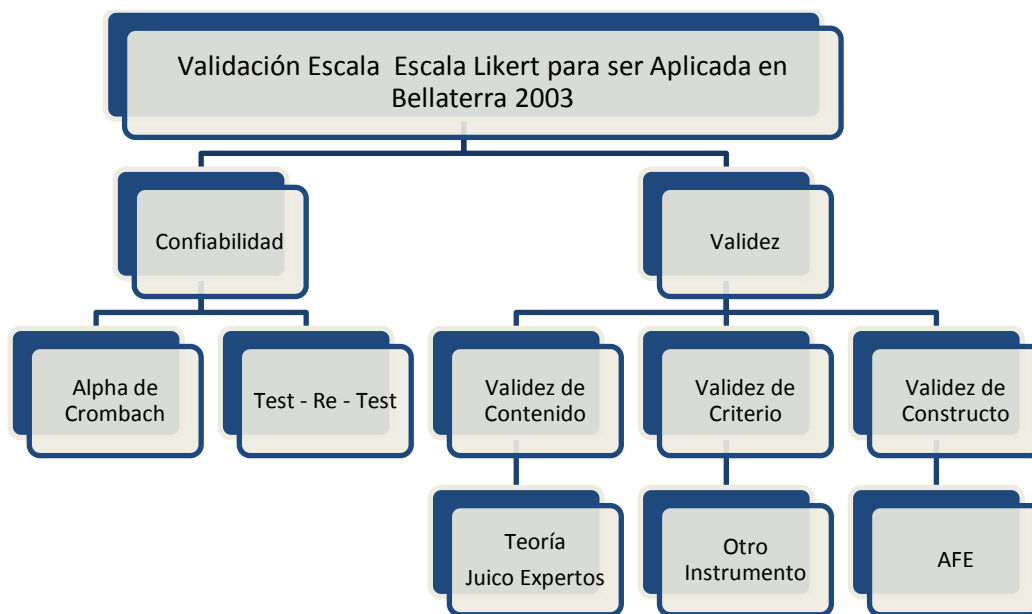 Validación Escala Escala Likert para ser Aplicada en
Bellaterra 2003
Confiabilidad
Validez
Alpha de
Crombach
Test - Re - Test
Validez de
Contenido
Validez de
Criterio
Validez de
Constructo
Teoría
Juico Expertos
Otro
Instrumento
AFE